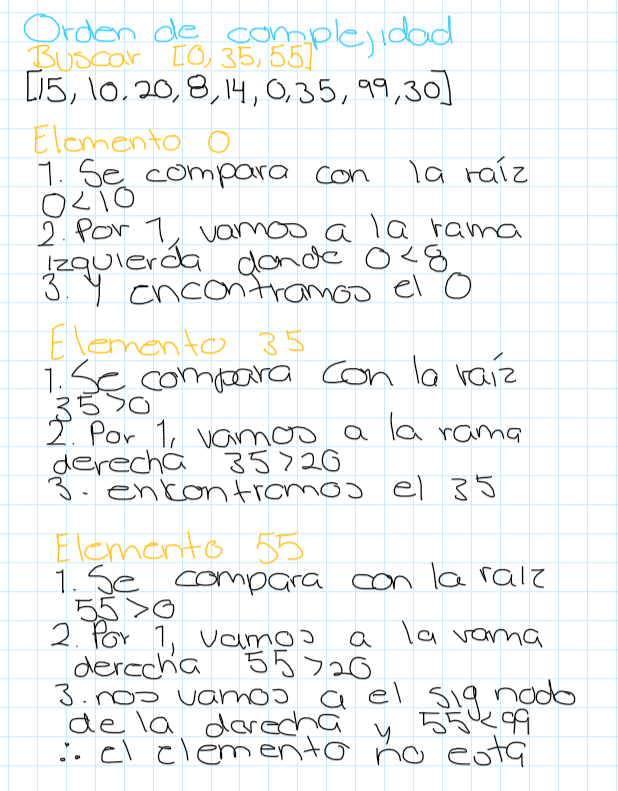 Orden de complejidad
Buscar [0,35,55]
[15, 10, 20, 8, 14, 0, 35, 99, 30]
Elemento 0
1. Se compara con la raíz
0<10
2. Por 1, vamos a la rama
izquierda donde 0<8
3. Y encontramos el 0
Elemento 35
1. Se compara con la raíz
35>0
2. Por 1, vamos a la rama
derecha 35>20
3. enkontramos el 35
Elemento 55
1. Se compara con la raiz
55>0
2. Por 1, vamos a la rama
derecha 55>20
3. nos vamos a el sig nodo
de la darecha y 55<99
∴ el elemento no esta